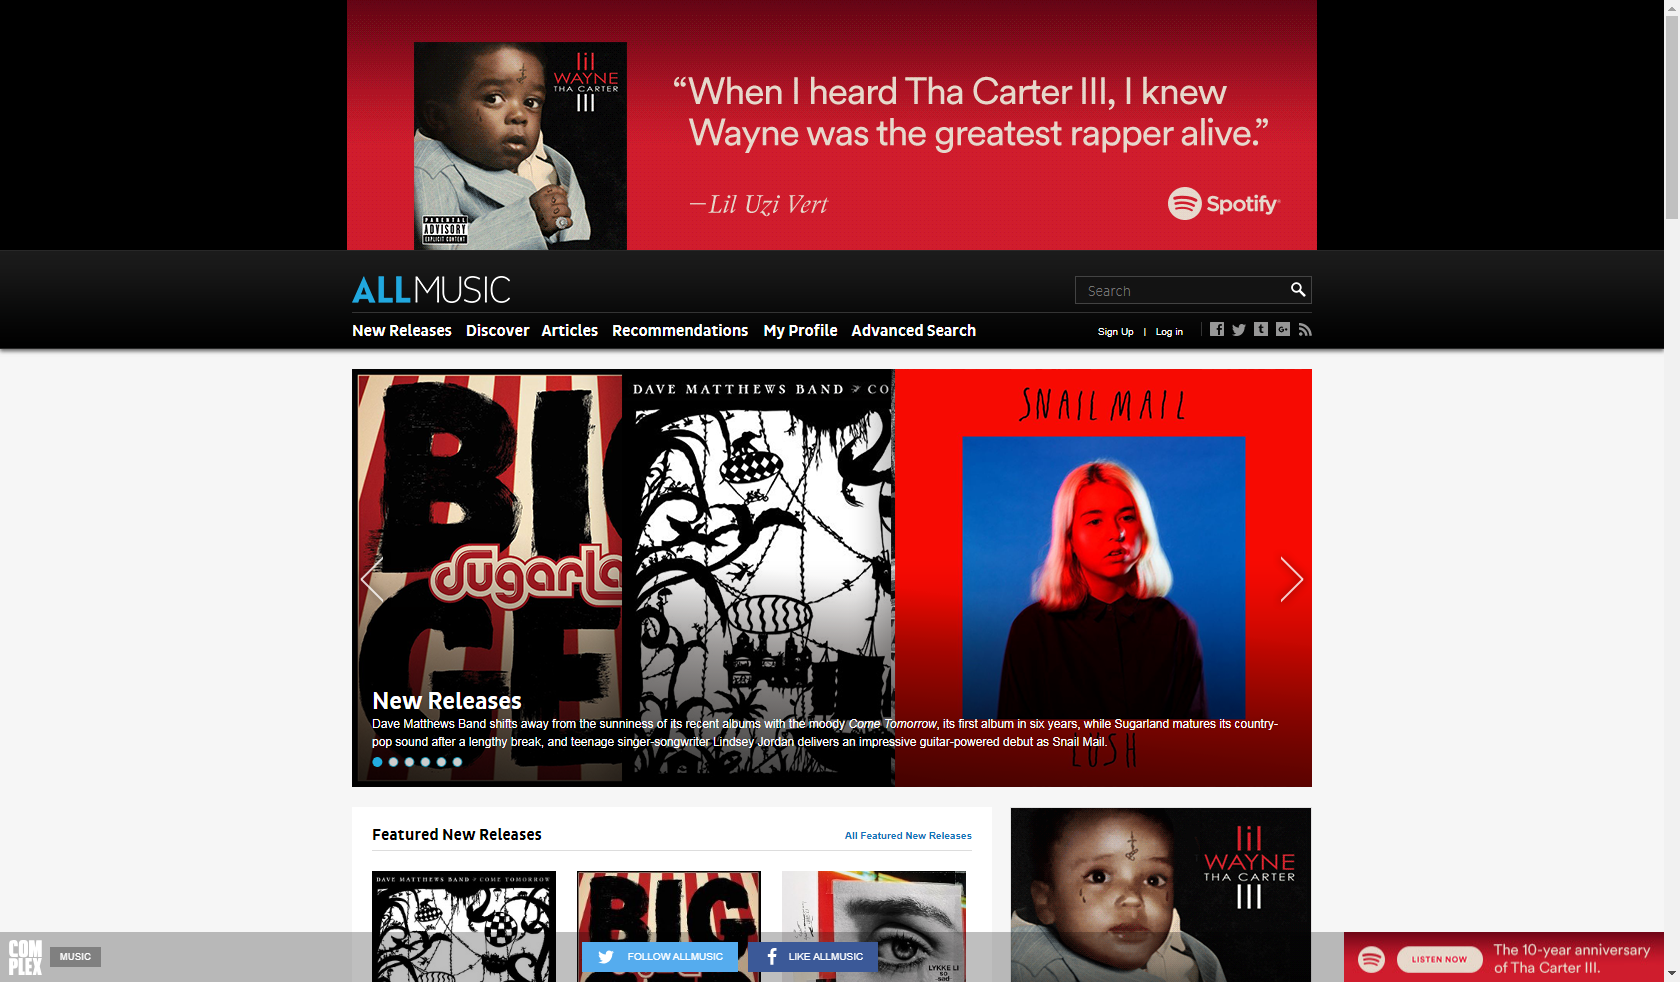 lil
WAYNE
THA CARTER
III
PARENTAL
ADVISORY
EXPLICIT CONTENT
“When I heard Tha Carter III, I knew
Wayne was the greatest rapper alive.”
—Lil Uzi Vert
Spotify
ALLMUSIC
Search
New Releases Discover Articles Recommendations My Profile Advanced Search
Sign Up | Log in
BIG
Sugarla
GE
DAVE MATTHEWS BAND CO
SNAIL MAIL
LUSH
New Releases
Dave Matthews Band shifts away from the sunniness of its recent albums with the moody Come Tomorrow, its first album in six years, while Sugarland matures its country-
pop sound after a lengthy break, and teenage singer-songwriter Lindsey Jordan delivers an impressive guitar-powered debut as Snail Mail.
Featured New Releases
All Featured New Releases
DAVE MATTHEWS BAND COME TOMORROW
BIG
LYKKE LI
so
sad
lil
WAYNE
THA CARTER
III
COM
PLEX
MUSIC
FOLLOW ALLMUSIC
LIKE ALLMUSIC
LISTEN NOW
The 10-year anniversary
of Tha Carter III.